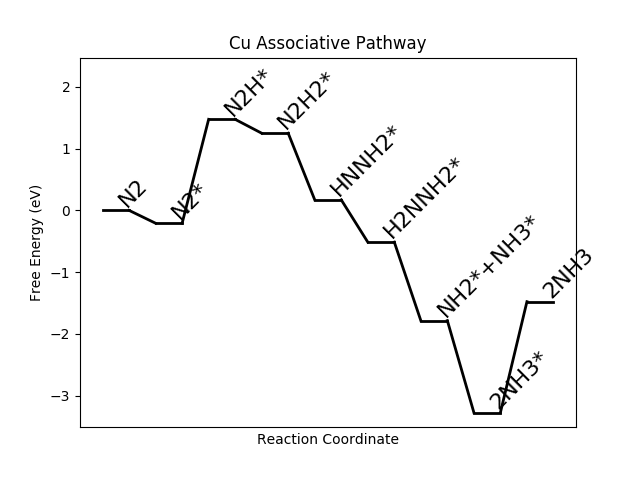 Cu Associative Pathway
Free Energy (eV)
2
1
0
−1
−2
−3
N2
N2*
N2H*
N2H2*
HNNH2*
H2NNH2*
NH2*+NH3*
2NH3*
2NH3
Reaction Coordinate